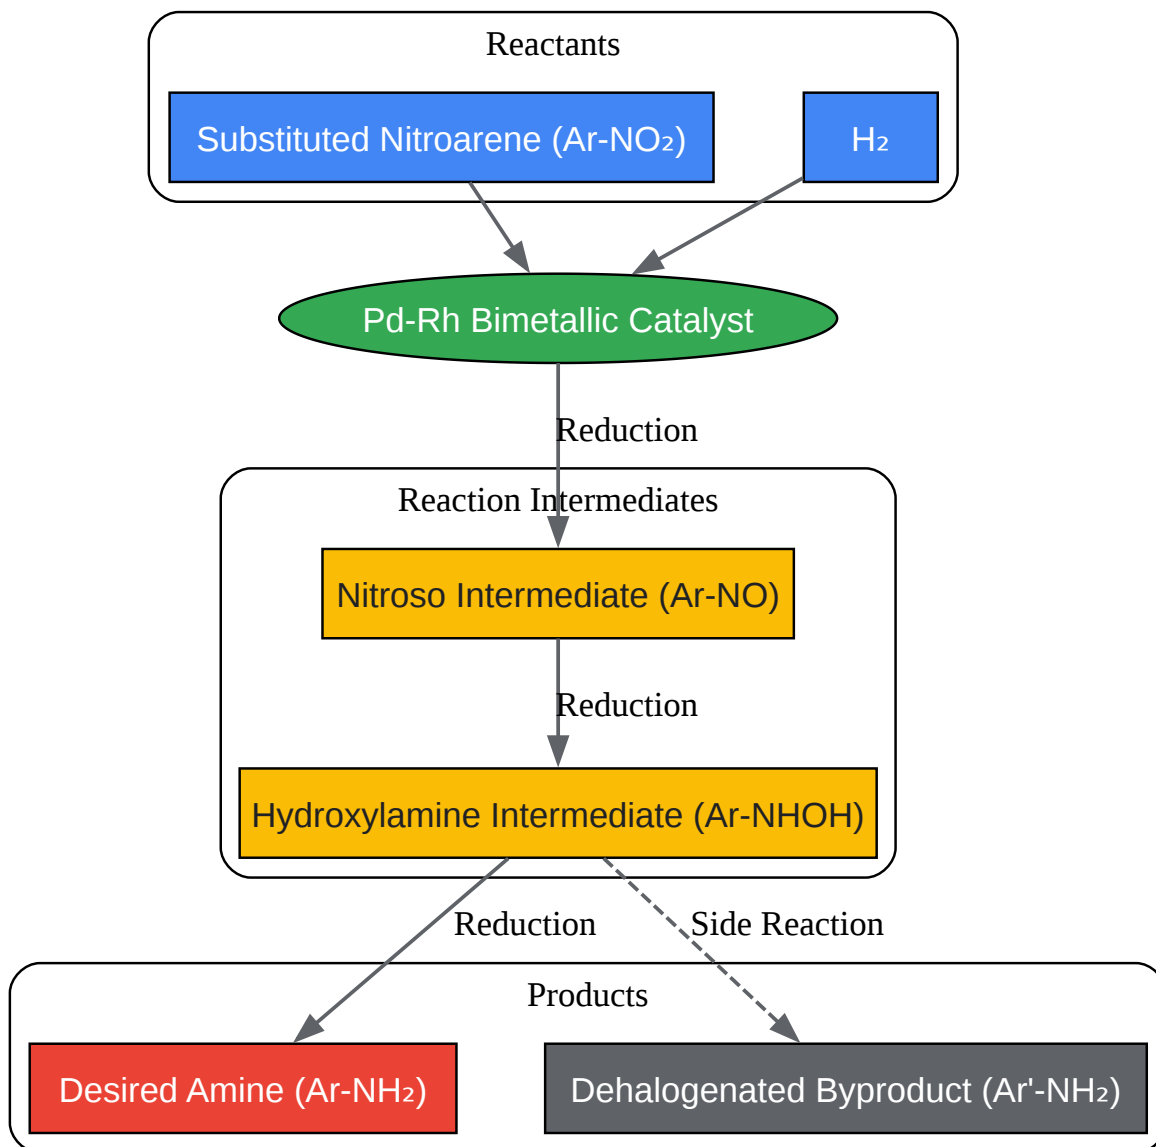 Reactants
Substituted Nitroarene (Ar-NO₂)
H₂
Pd-Rh Bimetallic Catalyst
Reduction
Reaction Intermediates
Nitroso Intermediate (Ar-NO)
Reduction
Hydroxylamine Intermediate (Ar-NHOH)
Reduction
Side Reaction
Products
Desired Amine (Ar-NH₂)
Dehalogenated Byproduct (Ar'-NH₂)